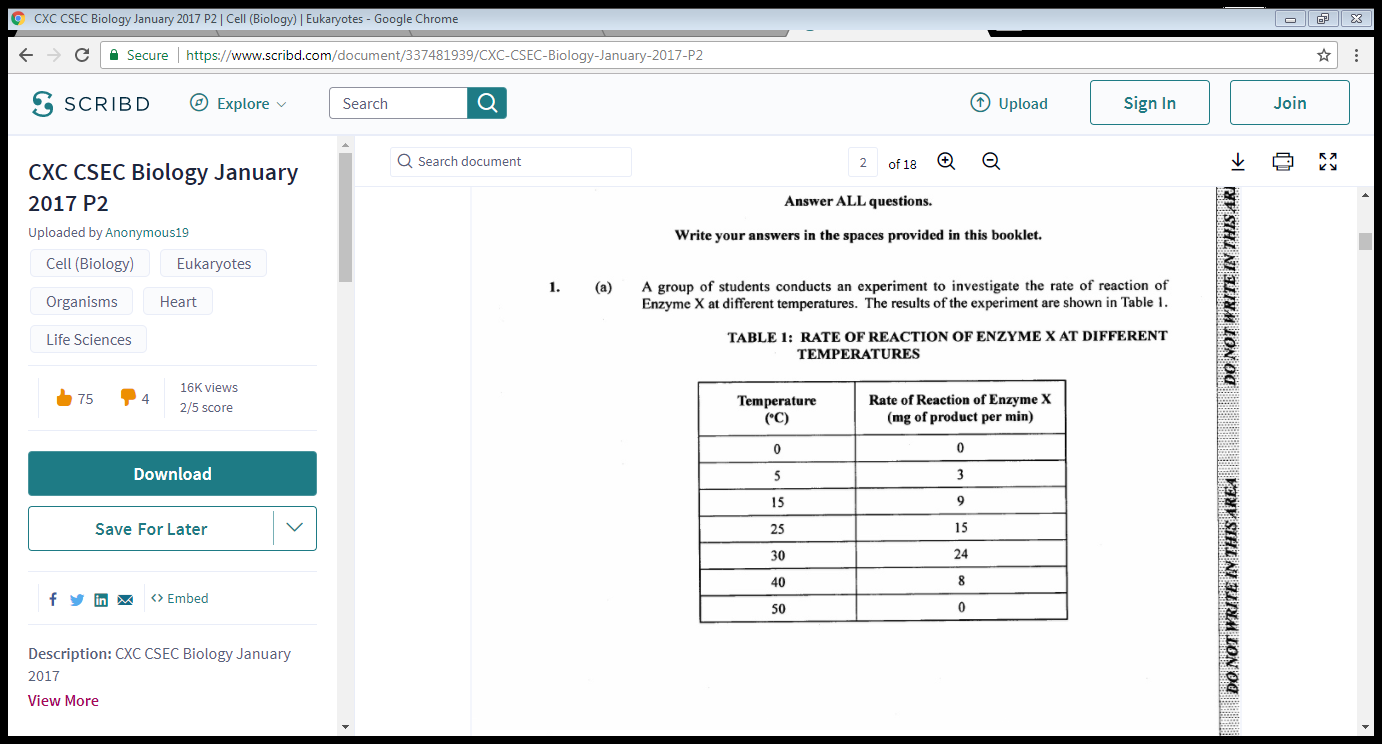 CXC CSEC Biology January 2017 P2 | Cell (Biology) | Eukaryotes - Google Chrome
Secure https://www.scribd.com/document/337481939/CXC-CSEC-Biology-January-2017-P2
SCRIBD Explore Search Upload Sign In Join
CXC CSEC Biology January
2017 P2
Uploaded by Anonymous19
Cell (Biology) Eukaryotes
Organisms Heart
Life Sciences
75 4 16K views
2/5 score
Download
Save For Later
Embed
Description: CXC CSEC Biology January
2017
View More
Search document 2 of 18
Answer ALL questions.
Write your answers in the spaces provided in this booklet.
1. (a) A group of students conducts an experiment to investigate the rate of reaction of
Enzyme X at different temperatures. The results of the experiment are shown in Table 1.
TABLE 1: RATE OF REACTION OF ENZYME X AT DIFFERENT
TEMPERATURES
Temperature Rate of Reaction of Enzyme X
(°C) (mg of product per min)
0 0
5 3
15 9
25 15
30 24
40 8
50 0
DO NOT WRITE IN THIS AR
DO NOT WRITE IN THIS AREA